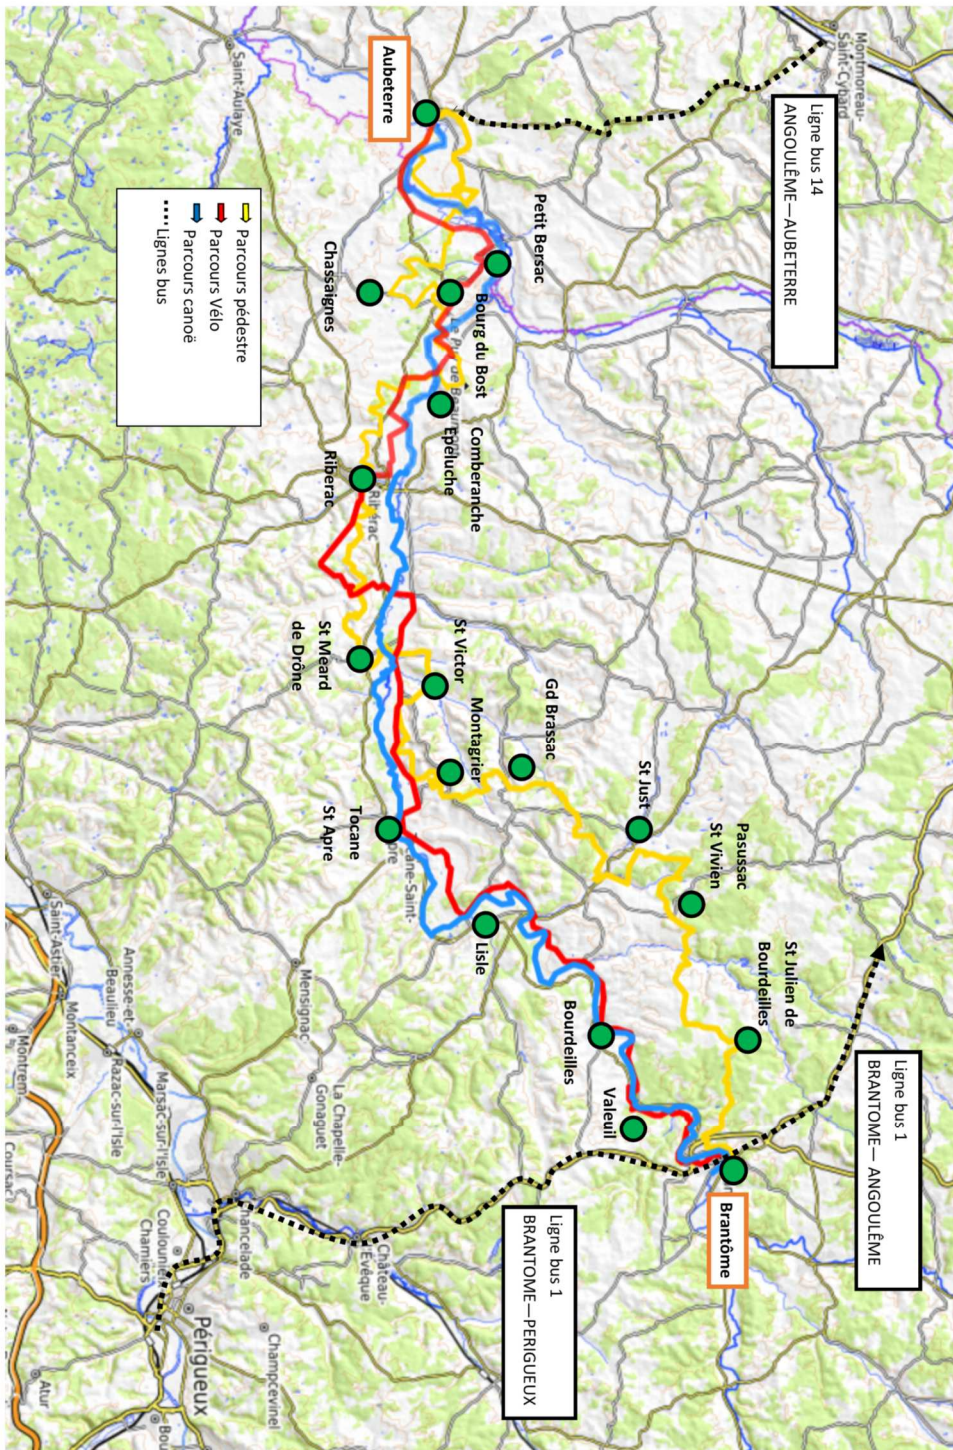 Montmoreau-
Saint-Cybard
Ligne bus 14
ANGOULÊME—AUBETERRE
Saint-Aulaye
Aubeterre
Petit Bersac
Bourg du Bost
Chassaignes
Comberanche
Epeluche
Riberac
Ribérac
St Victor
St Meard
de Drône
Montagrier
Gd Brassac
St Just
Pasussac
St Vivien
Tocane
St Apre
Lisle
St Julien de
Bourdeilles
Bourdeilles
Valeuil
Brantôme
Ligne bus 1
BRANTOME— ANGOULÊME
Ligne bus 1
BRANTOME—PERIGUEUX
Parcours pédestre
Parcours Vélo
Parcours canoë
Lignes bus
Saint-Astier
Montanceix
Montrem
Annesse-et-
Beaulieu
Razac-sur-l'Isle
Mensignac
La Chapelle-
Gonaguet
Marsac-sur-l'Isle
Chancelade
Château-
l'Évêque
Coulounieix-
Chamiers
Périgueux
Champcevinel
Atur